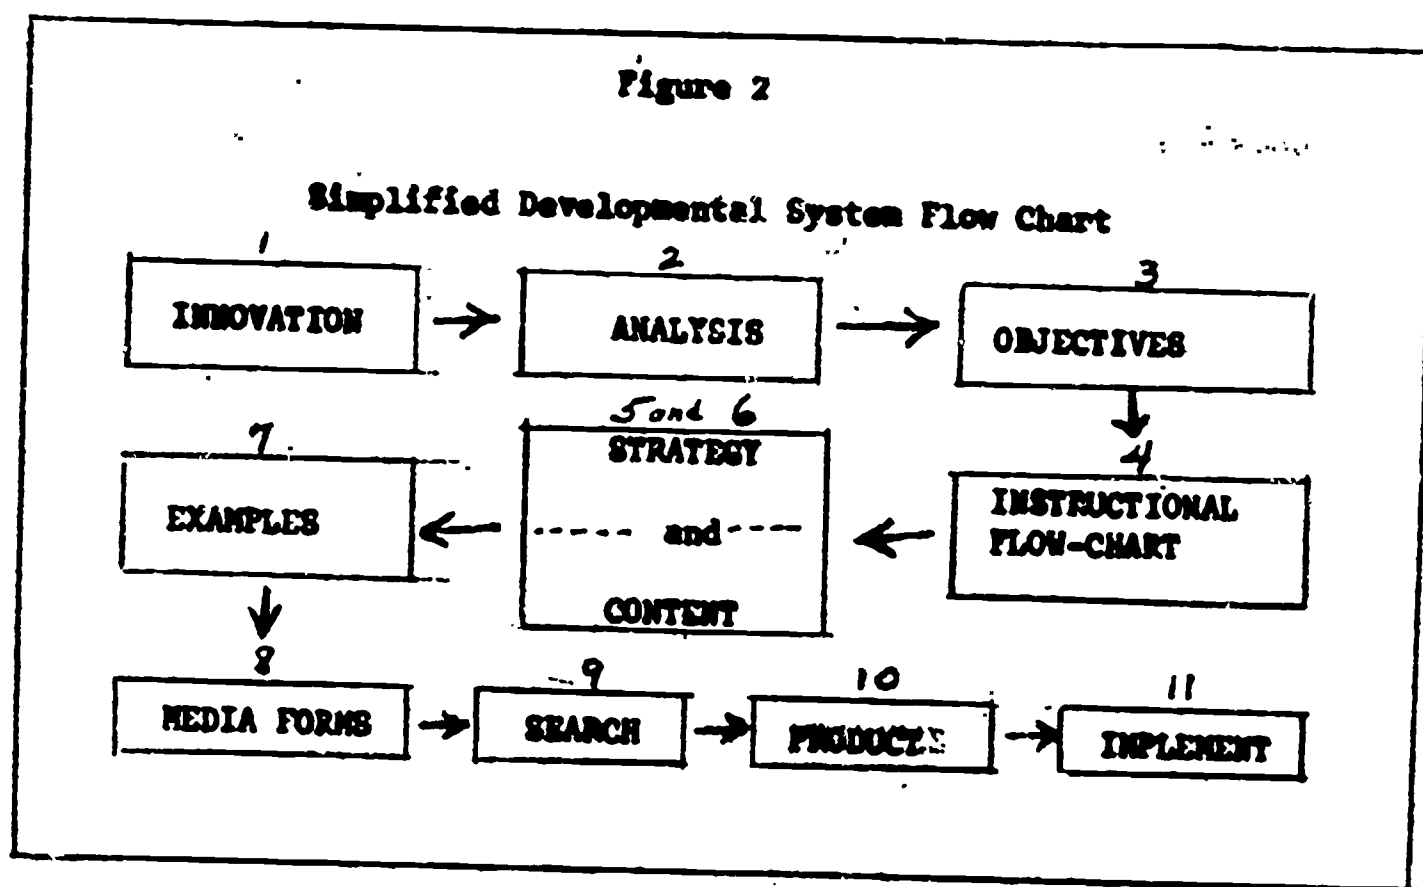 Figure 2
Simplified Developmental System Flow Chart
1
2
3
INNOVATION
ANALYSIS
OBJECTIVES
7
5 and 6
4
EXAMPLES
STRATEGY
and
CONTENT
INSTRUCTIONAL
FLOW-CHART
8
9
10
11
MEDIA FORMS
SEARCH
PRODUCTS
IMPLEMENT